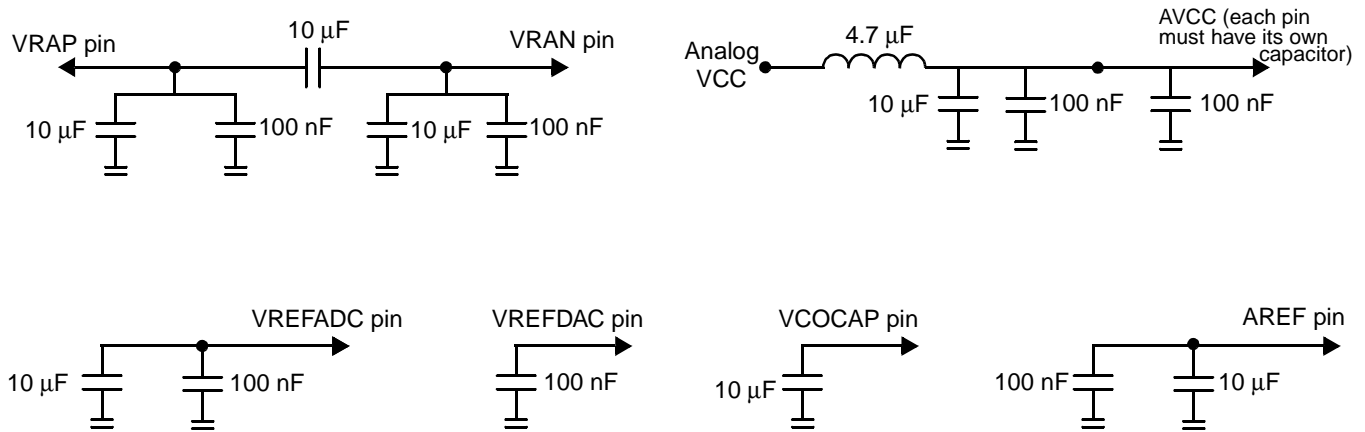 VRAP pin
10 μF
VRAN pin
10 μF
100 nF
10 μF
100 nF
Analog
VCC
4.7 μF
AVCC (each pin
must have its own
capacitor)
10 μF
100 nF
100 nF
VREFADC pin
10 μF
100 nF
VREFDAC pin
100 nF
VCOCAP pin
10 μF
AREF pin
100 nF
10 μF